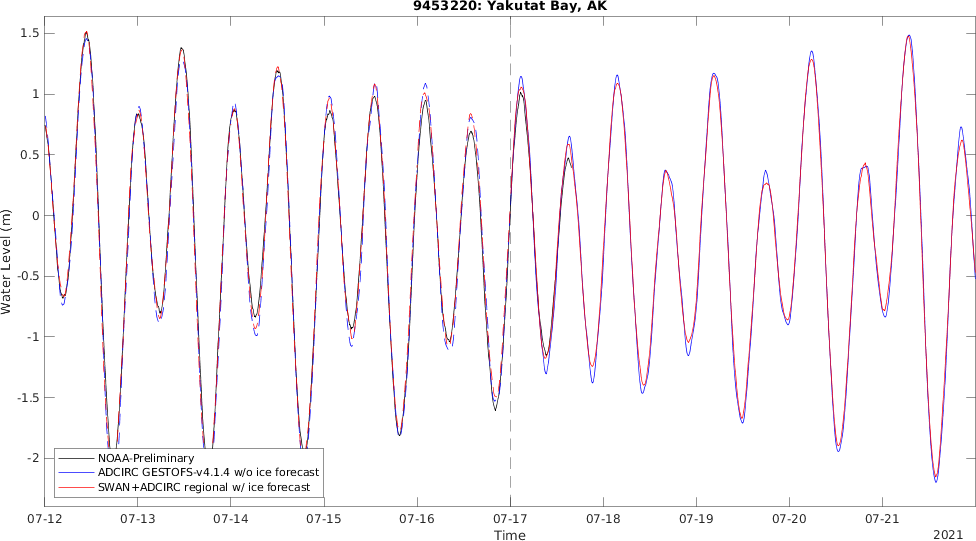 9453220: Yakutat Bay, AK
Water Level (m)
1.5
1
0.5
0
-0.5
-1
-1.5
-2
NOAA-Preliminary
ADCIRC GESTOFS-v4.1.4 w/o ice forecast
SWAN+ADCIRC regional w/ ice forecast
07-12 07-13 07-14 07-15 07-16 07-17 07-18 07-19 07-20 07-21
Time
2021